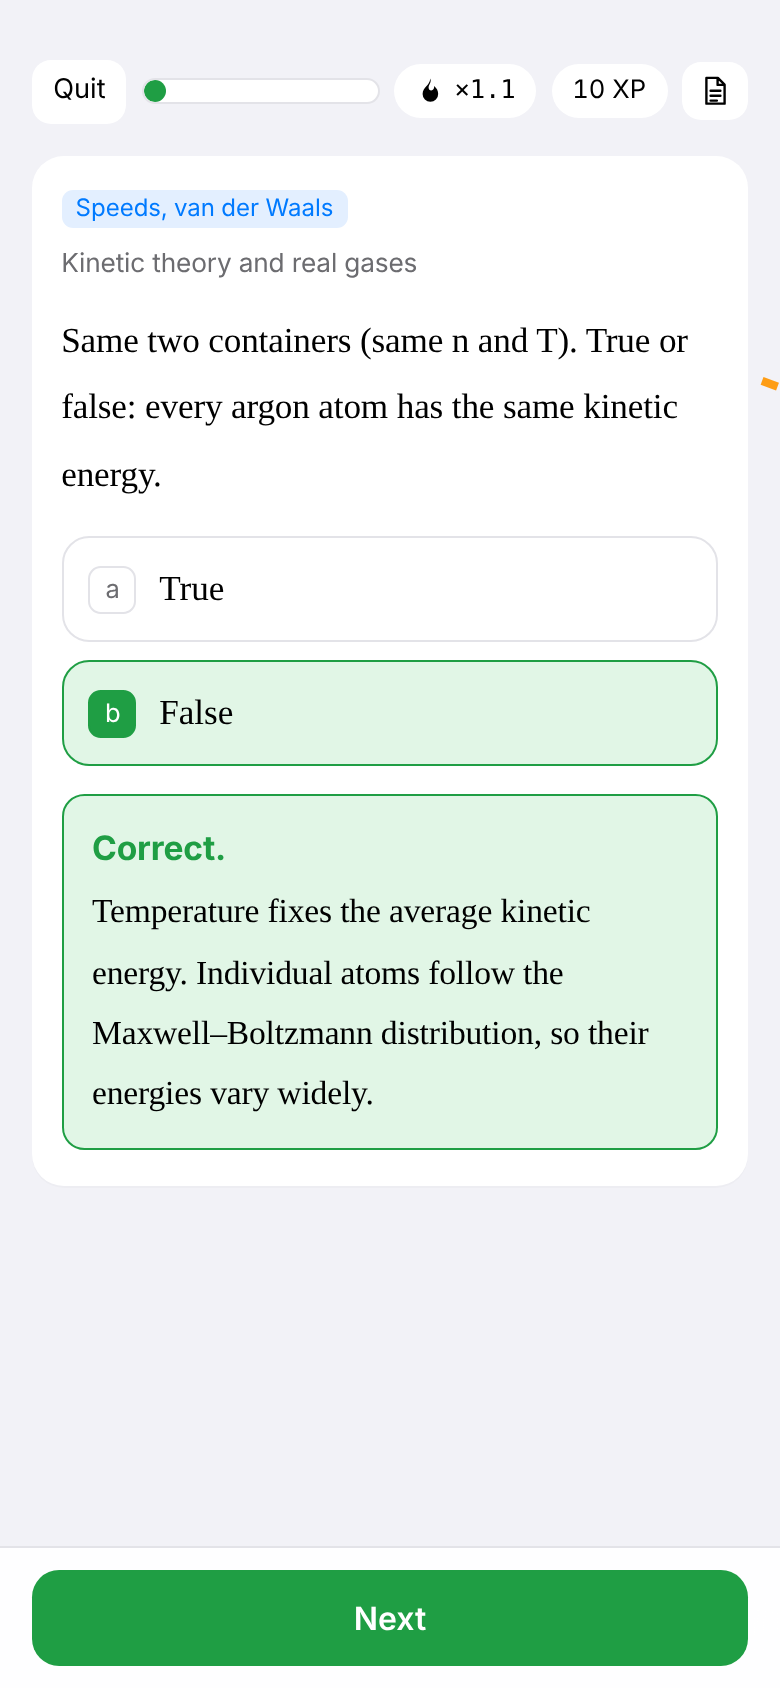 Quit
×1.1
10 XP
Speeds, van der Waals
Kinetic theory and real gases
Same two containers (same n and T). True or
false: every argon atom has the same kinetic
energy.
a True
b False
Correct.
Temperature fixes the average kinetic
energy. Individual atoms follow the
Maxwell–Boltzmann distribution, so their
energies vary widely.
Next